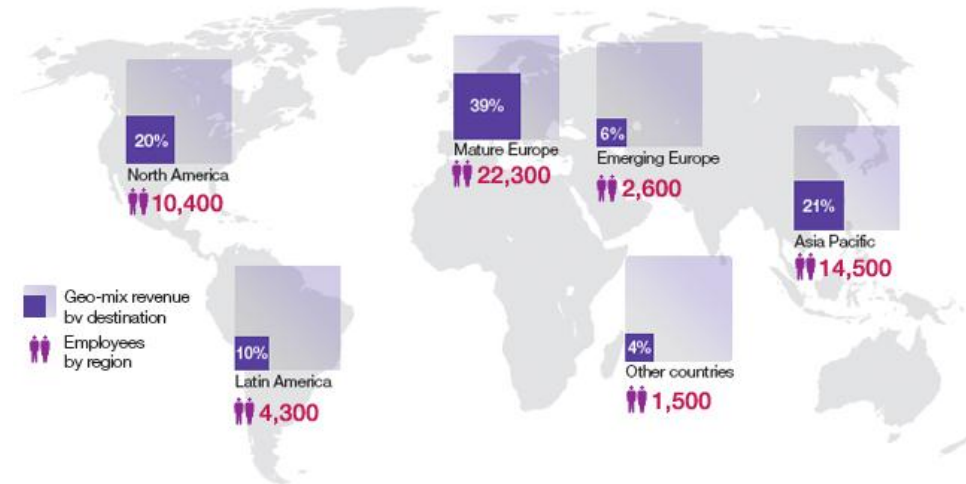 39%
Mature Europe
22,300
6%
Emerging Europe
2,600
20%
North America
10,400
21%
Asia Pacific
14,500
Geo-mix revenue
bv destination
Employees
by region
10%
Latin America
4,300
4%
Other countries
1,500